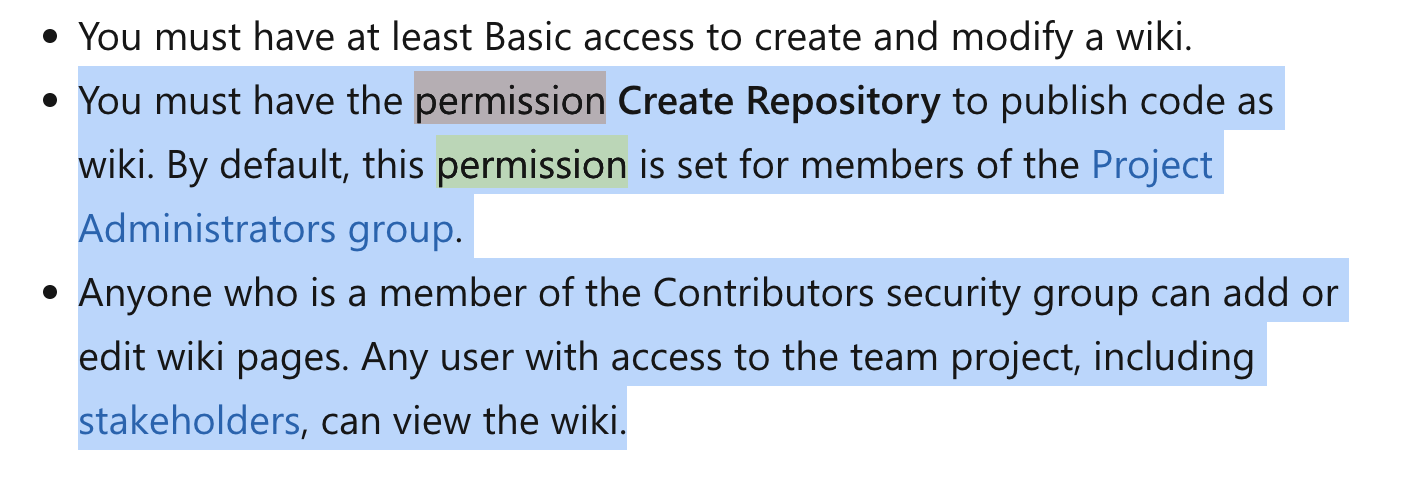 You must have at least Basic access to create and modify a wiki.
You must have the permission Create Repository to publish code as
wiki. By default, this permission is set for members of the Project
Administrators group.
Anyone who is a member of the Contributors security group can add or
edit wiki pages. Any user with access to the team project, including
stakeholders, can view the wiki.